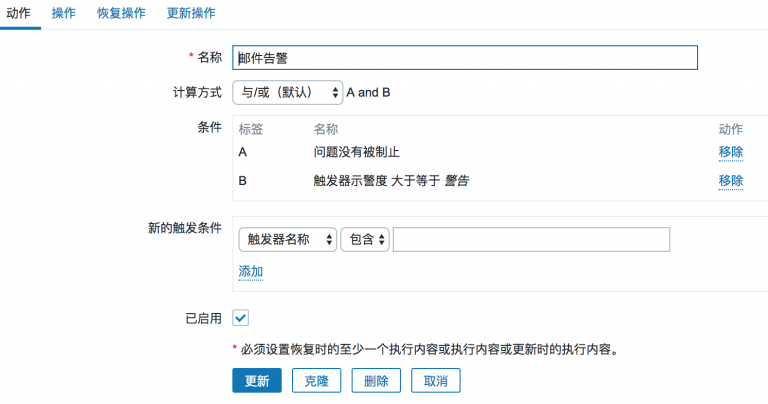 动作 操作 恢复操作 更新操作
* 名称 邮件告警
计算方式 与/或（默认） A and B
条件 标签 名称 动作
A 问题没有被制止 移除
B 触发器示警度 大于等于 警告 移除
新的触发条件 触发器名称 包含
添加
已启用
* 必须设置恢复时的至少一个执行内容或执行内容或更新时的执行内容。
更新 克隆 删除 取消